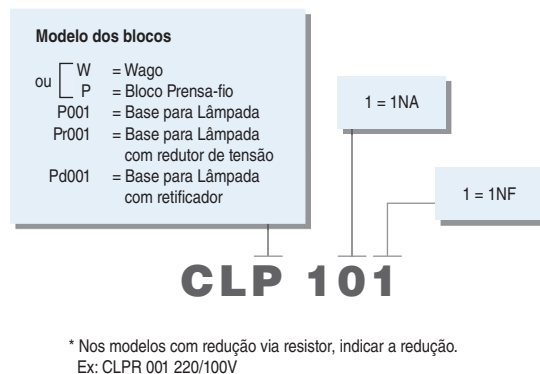 Modelo dos blocos
ou W = Wago
P = Bloco Prensa-fio
P001 = Base para Lâmpada
Pr001 = Base para Lâmpada
com redutor de tensão
Pd001 = Base para Lâmpada
com retificador
1 = 1NA
1 = 1NF
CLP 101
* Nos modelos com redução via resistor, indicar a redução.
Ex: CLPR 001 220/100V